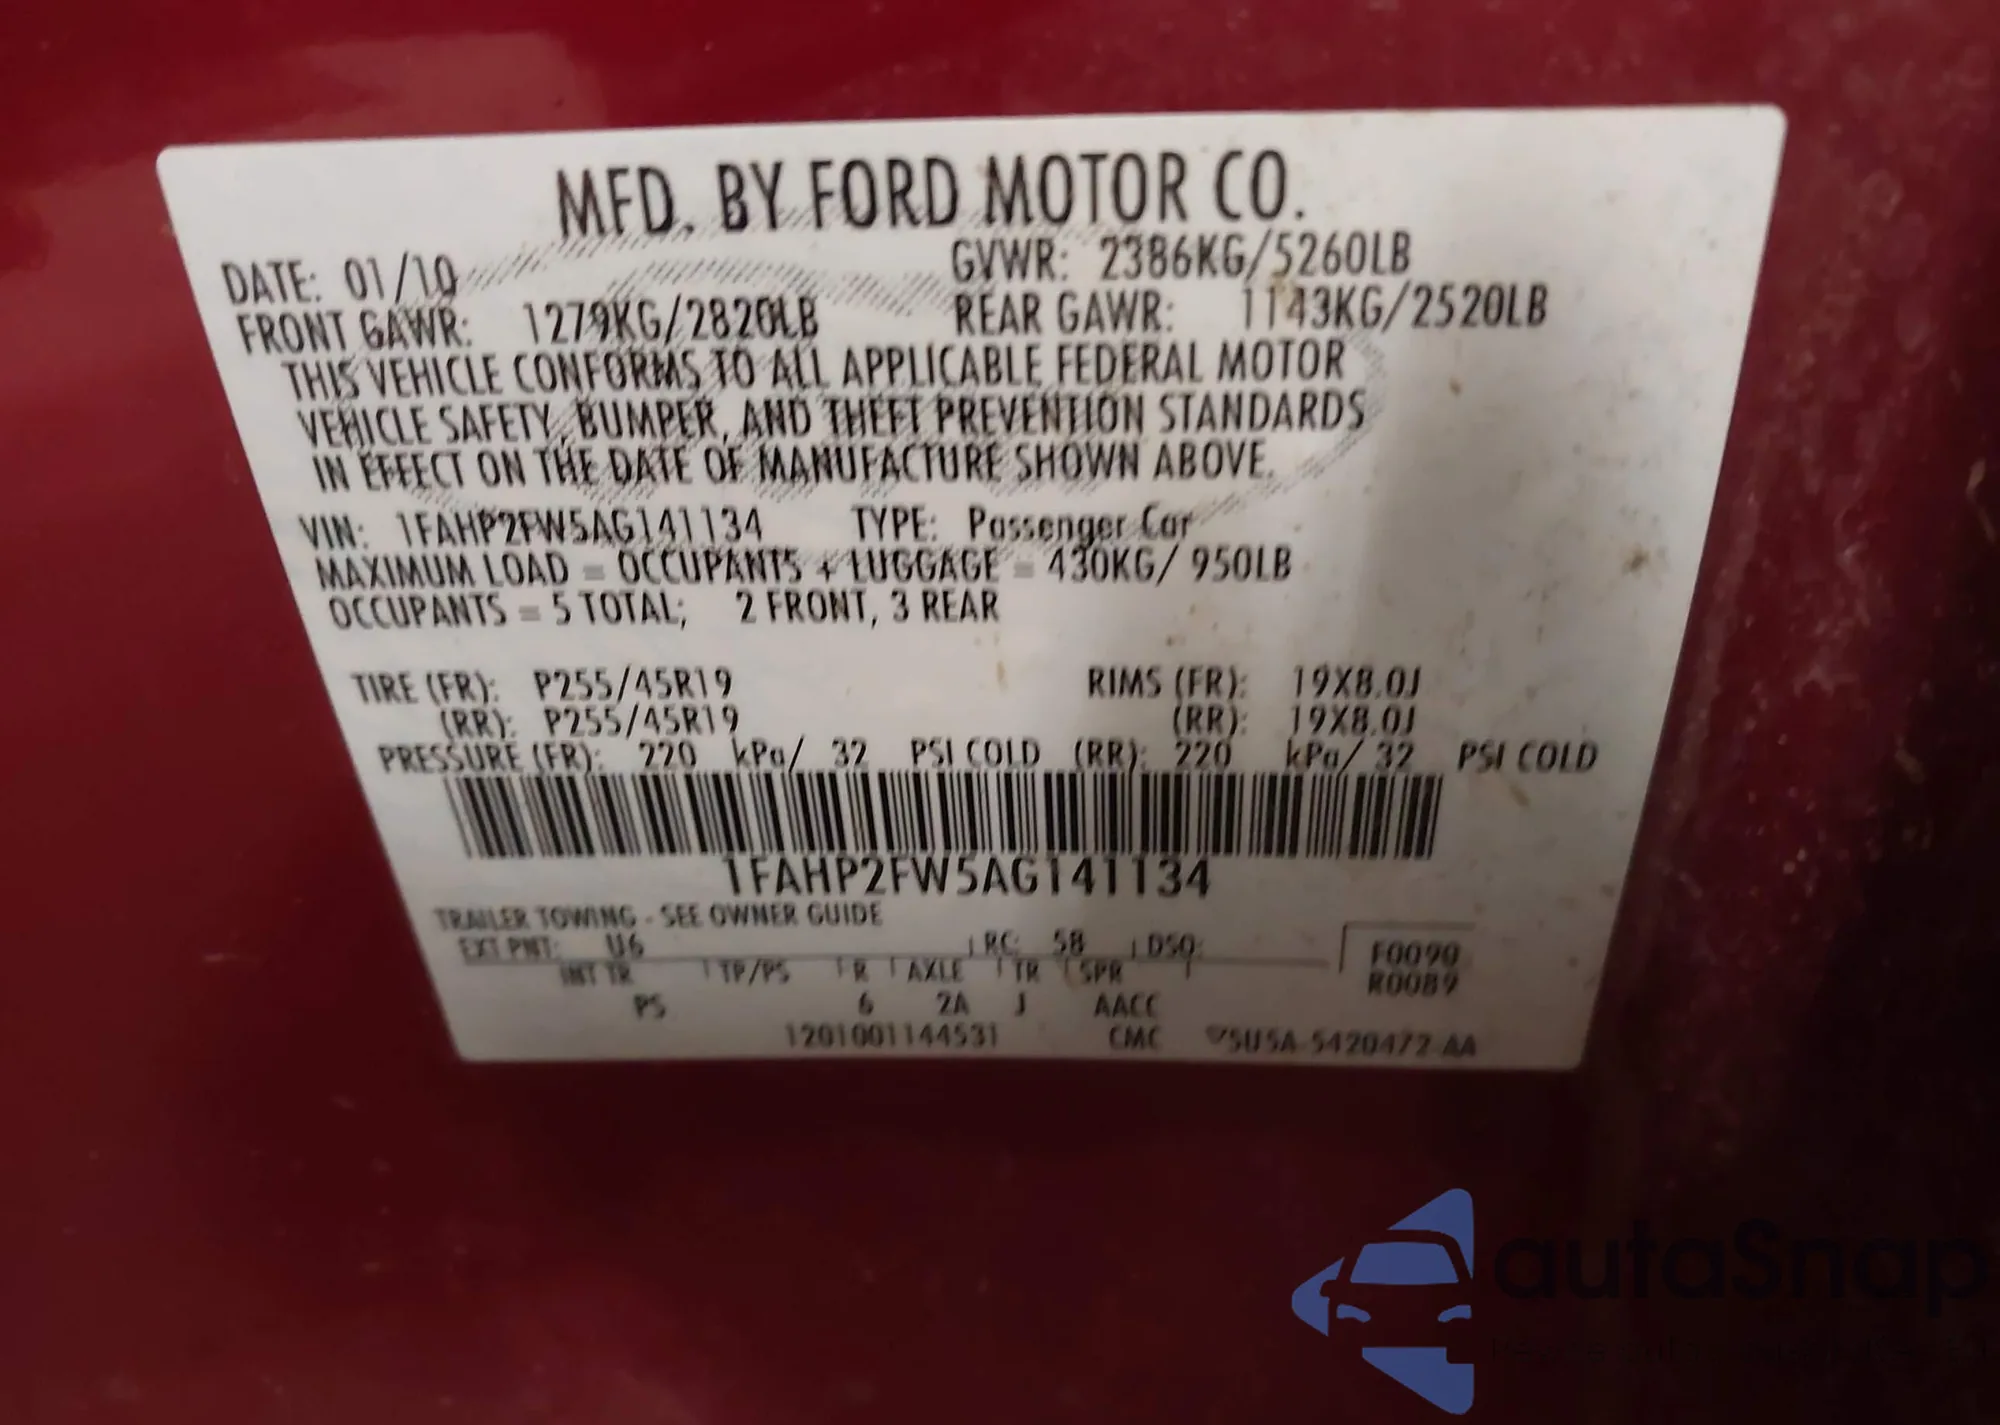 MFD. BY FORD MOTOR CO.
DATE: 01/10 GVWR: 2386KG/5260LB
FRONT GAWR: 1279KG/2820LB REAR GAWR: 1143KG/2520LB
THIS VEHICLE CONFORMS TO ALL APPLICABLE FEDERAL MOTOR
VEHICLE SAFETY, BUMPER, AND THEFT PREVENTION STANDARDS
IN EFFECT ON THE DATE OF MANUFACTURE SHOWN ABOVE.
VIN: 1FAHP2FW5AG141134 TYPE: Passenger Car
MAXIMUM LOAD = OCCUPANTS + LUGGAGE = 430KG/ 950LB
OCCUPANTS = 5 TOTAL; 2 FRONT, 3 REAR
TIRE (FR): P255/45R19 RIMS (FR): 19X8.0J
(RR): P255/45R19 (RR): 19X8.0J
PRESSURE (FR): 220 kPa/ 32 PSI COLD (RR): 220 kPa/ 32 PSI COLD
1FAHP2FW5AG141134
TRAILER TOWING - SEE OWNER GUIDE
EXT PNT: U6 RC: 58 DSO: F0090
INT TR TP/PS R AXLE TR SPR R0089
PS 6 2A J AACC
1201001144531 CMC 5U5A-5420472-AA
autaSnap